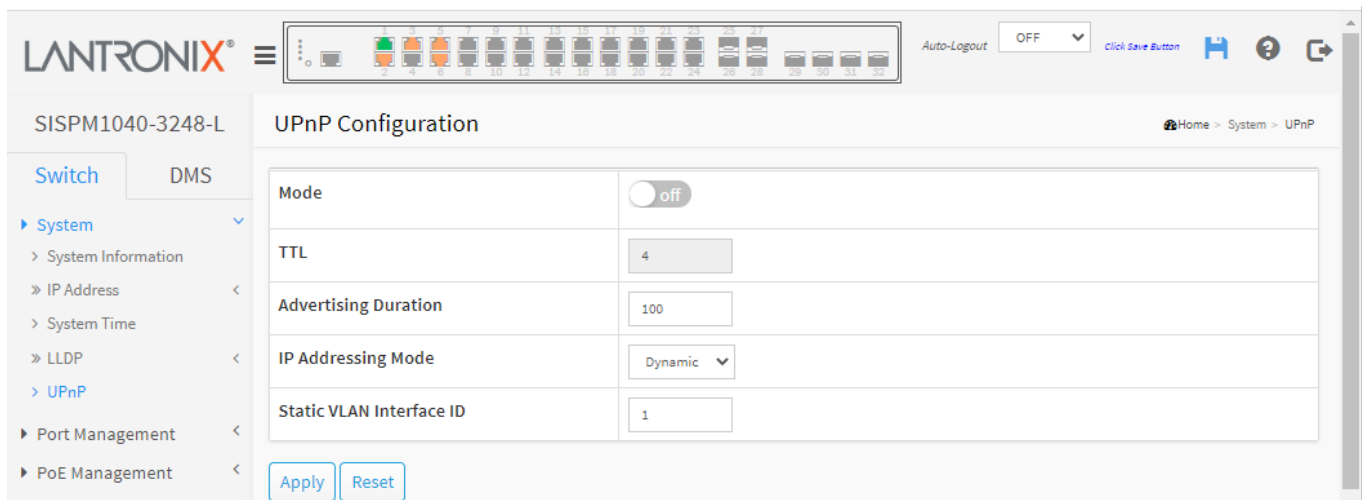 1 3 5 7 9 11 13 15 17 19 21 23 25 27
LANTRONIX®
Auto-Logout OFF Click Save Button
2 4 6 8 10 12 14 16 18 20 22 24 26 28 29 30 31 32
SISPM1040-3248-L
UPnP Configuration
Home > System > UPnP
Switch DMS
Mode off
System
System Information
TTL 4
IP Address
Advertising Duration 100
System Time
LLDP
IP Addressing Mode Dynamic
UPnP
Static VLAN Interface ID 1
Port Management
PoE Management
Apply Reset